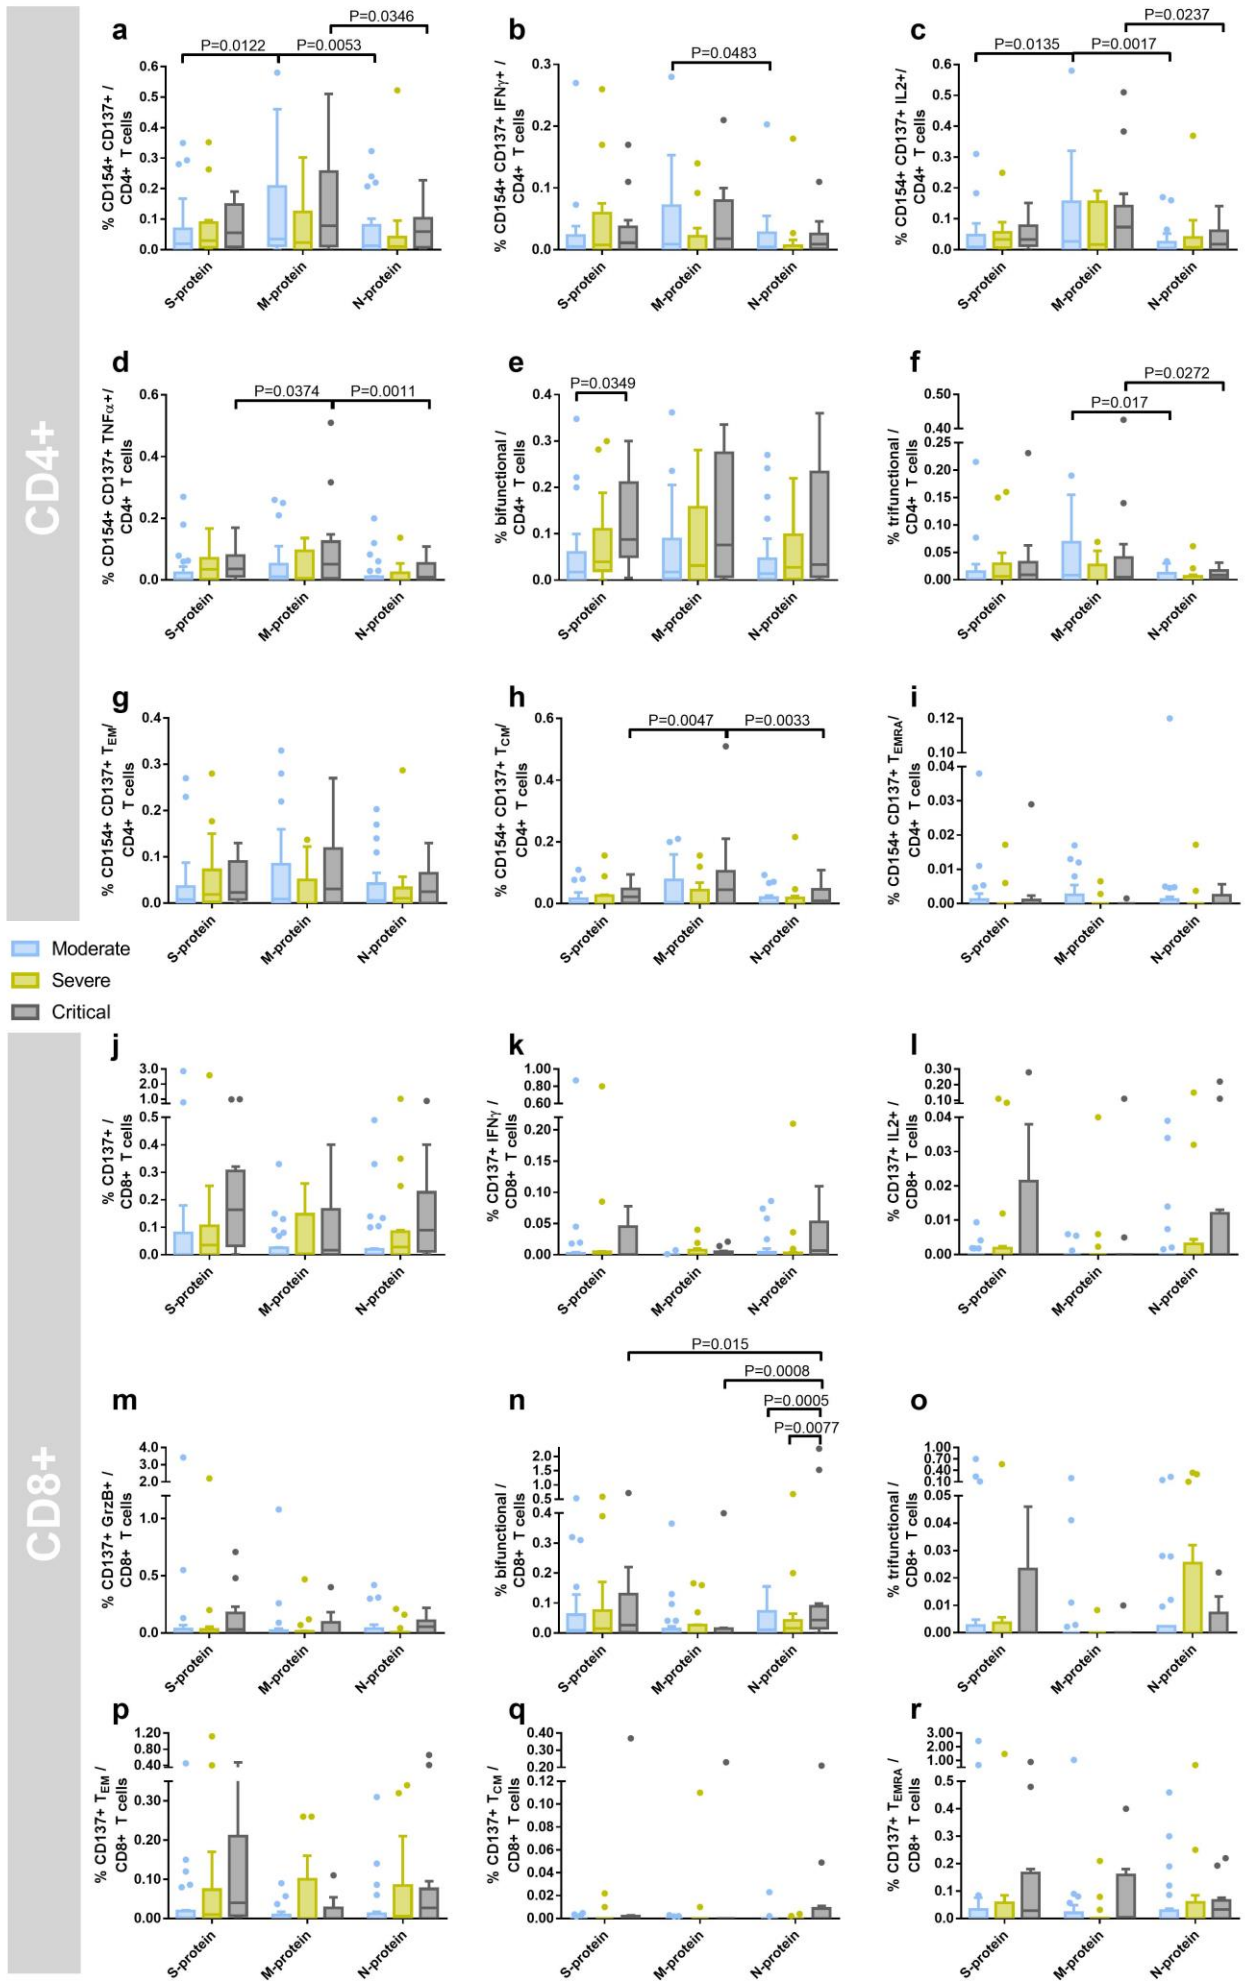 CD4+
a
P=0.0346
P=0.0122
P=0.0053
% CD154+ CD137+ /
CD4+ T cells
0.6
0.5
0.4
0.3
0.2
0.1
0.0
S-protein
M-protein
N-protein
b
P=0.0483
% CD154+ CD137+ IFNγ+ /
CD4+ T cells
0.3
0.2
0.1
0.0
S-protein
M-protein
N-protein
c
P=0.0237
P=0.0135
P=0.0017
% CD154+ CD137+ IL2+/
CD4+ T cells
0.6
0.5
0.4
0.3
0.2
0.1
0.0
S-protein
M-protein
N-protein
d
P=0.0374
P=0.0011
% CD154+ CD137+ TNFα+/
CD4+ T cells
0.6
0.4
0.2
0.0
S-protein
M-protein
N-protein
e
P=0.0349
% bifunctional /
CD4+ T cells
0.4
0.3
0.2
0.1
0.0
S-protein
M-protein
N-protein
f
P=0.0272
P=0.017
% trifunctional /
CD4+ T cells
0.50
0.40
0.25
0.20
0.15
0.10
0.05
0.00
S-protein
M-protein
N-protein
g
% CD154+ CD137+ TEM/
CD4+ T cells
0.4
0.3
0.2
0.1
0.0
S-protein
M-protein
N-protein
h
P=0.0047
P=0.0033
% CD154+ CD137+ TCM/
CD4+ T cells
0.6
0.4
0.2
0.0
S-protein
M-protein
N-protein
i
% CD154+ CD137+ TEMRA/
CD4+ T cells
0.12
0.10
0.04
0.03
0.02
0.01
0.00
S-protein
M-protein
N-protein
Moderate
Severe
Critical
CD8+
j
% CD137+ /
CD8+ T cells
3.0
2.0
1.0
0.5
0.4
0.3
0.2
0.1
0.0
S-protein
M-protein
N-protein
k
% CD137+ IFNγ /
CD8+ T cells
1.00
0.80
0.60
0.20
0.15
0.10
0.05
0.00
S-protein
M-protein
N-protein
l
% CD137+ IL2+ /
CD8+ T cells
0.30
0.20
0.10
0.04
0.03
0.02
0.01
0.00
S-protein
M-protein
N-protein
m
% CD137+ GrzB+ /
CD8+ T cells
4.0
3.0
2.0
1.0
0.5
0.0
S-protein
M-protein
N-protein
n
P=0.015
P=0.0008
P=0.0005
P=0.0077
% bifunctional /
CD8+ T cells
2.0
1.5
1.0
0.5
0.4
0.3
0.2
0.1
0.0
S-protein
M-protein
N-protein
o
% trifunctional /
CD8+ T cells
1.00
0.70
0.40
0.10
0.05
0.04
0.03
0.02
0.01
0.00
S-protein
M-protein
N-protein
p
% CD137+ TEM /
CD8+ T cells
1.20
0.80
0.40
0.30
0.20
0.10
0.00
S-protein
M-protein
N-protein
q
% CD137+ TCM /
CD8+ T cells
0.40
0.30
0.20
0.12
0.10
0.08
0.06
0.04
0.02
0.00
S-protein
M-protein
N-protein
r
% CD137+ TEMRA /
CD8+ T cells
3.00
2.00
1.00
0.5
0.4
0.3
0.2
0.1
0.0
S-protein
M-protein
N-protein